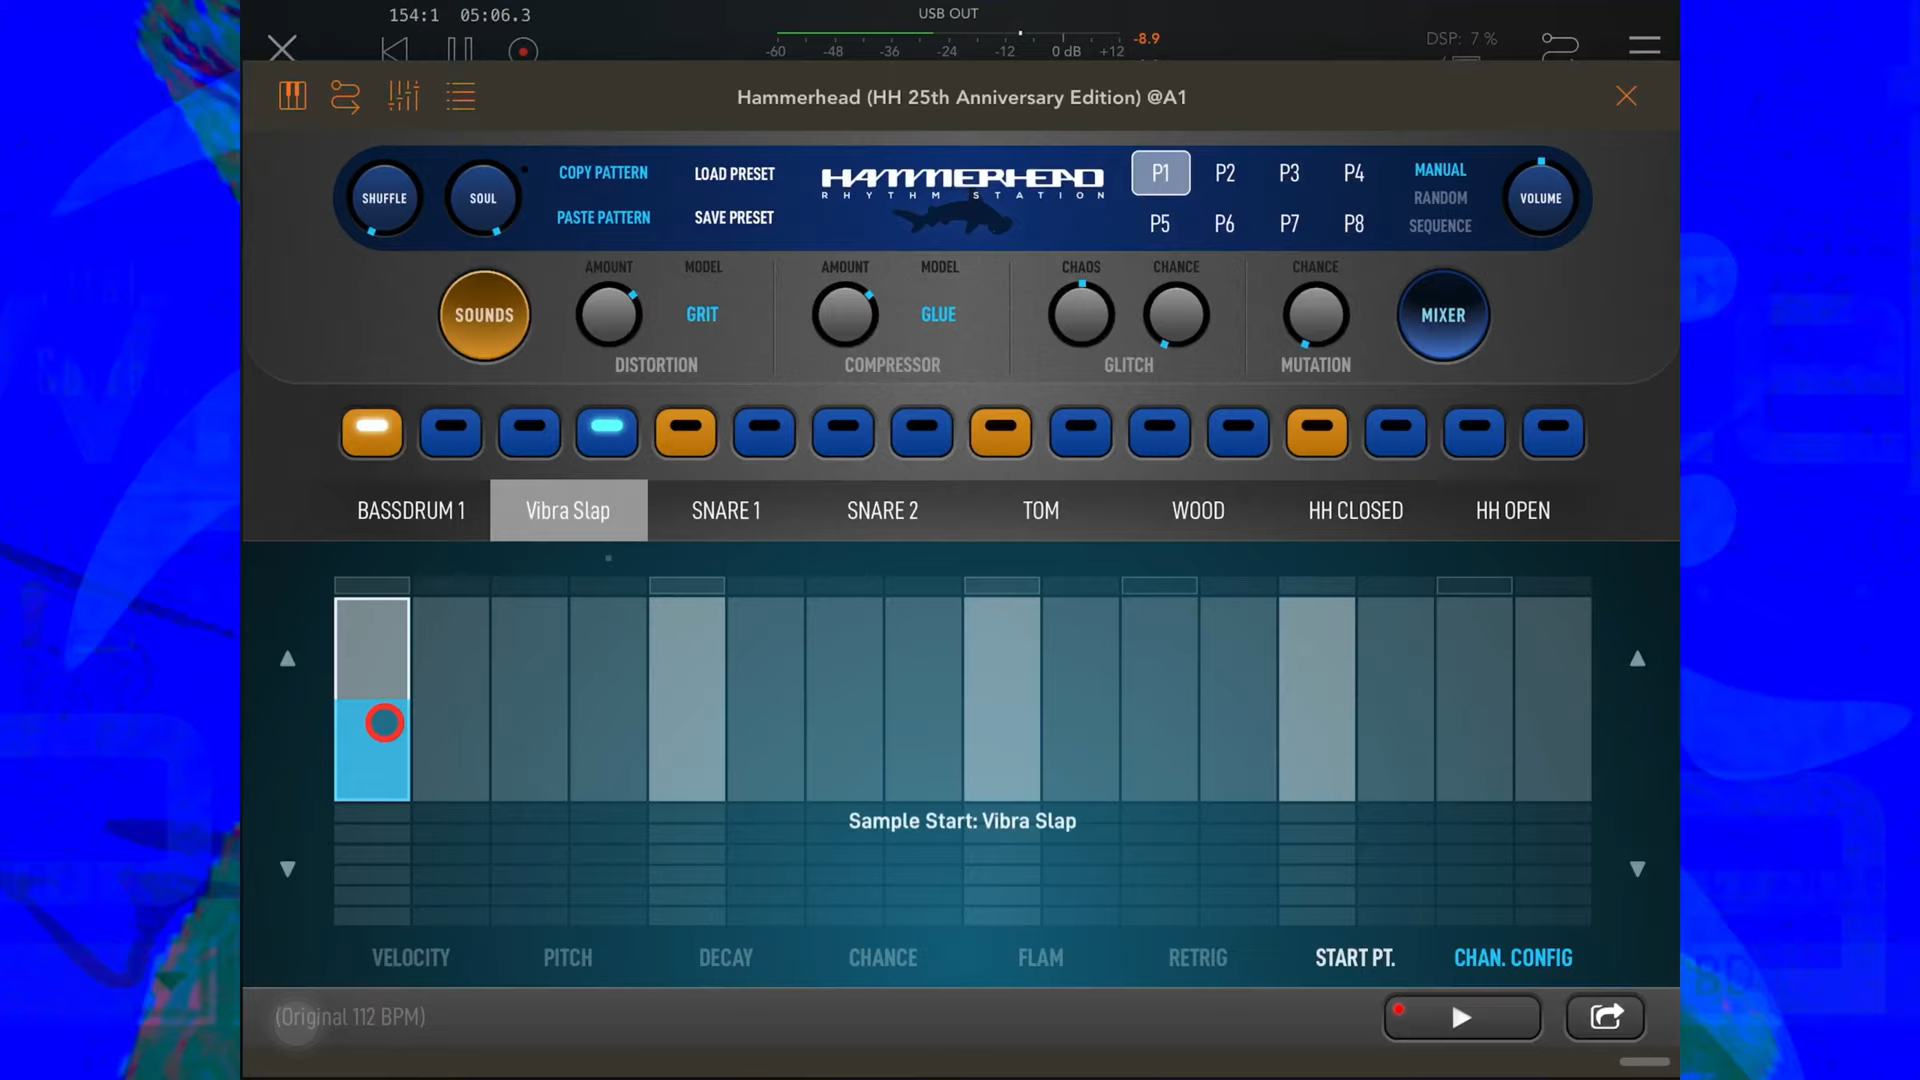 154:1 05:06.3
USB OUT
-60 -48 -36 -24 -12 0 dB +12
-8.9
DSP: 7 %
Hammerhead (HH 25th Anniversary Edition) @A1
SHUFFLE
SOUL
COPY PATTERN
PASTE PATTERN
LOAD PRESET
SAVE PRESET
HAMMERHEAD
RHYTHM STATION
P1 P2 P3 P4
P5 P6 P7 P8
MANUAL
RANDOM
SEQUENCE
VOLUME
SOUNDS
AMOUNT MODEL
GRIT
DISTORTION
AMOUNT MODEL
GLUE
COMPRESSOR
CHAOS CHANCE
GLITCH
CHANCE
MUTATION
MIXER
BASSDRUM 1 Vibra Slap SNARE 1 SNARE 2 TOM WOOD HH CLOSED HH OPEN
Sample Start: Vibra Slap
VELOCITY PITCH DECAY CHANCE FLAM RETRIG START PT. CHAN. CONFIG
(Original 112 BPM)